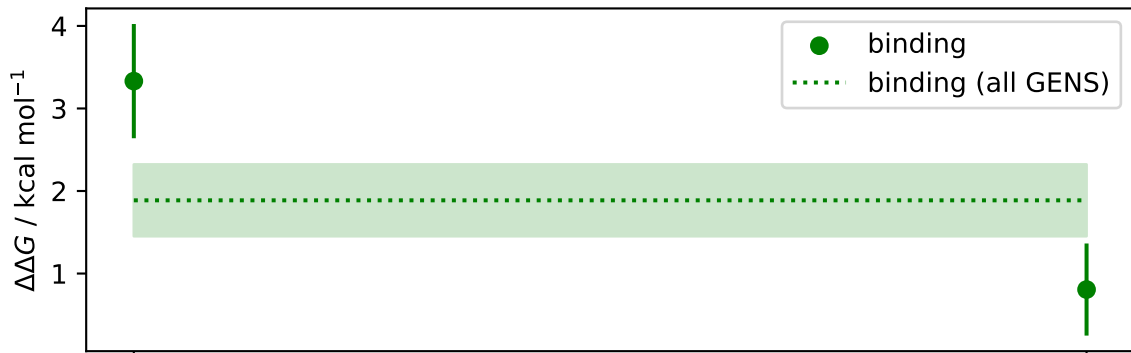 4
3
2
1
ΔΔG / kcal mol⁻¹
binding
binding (all GENS)